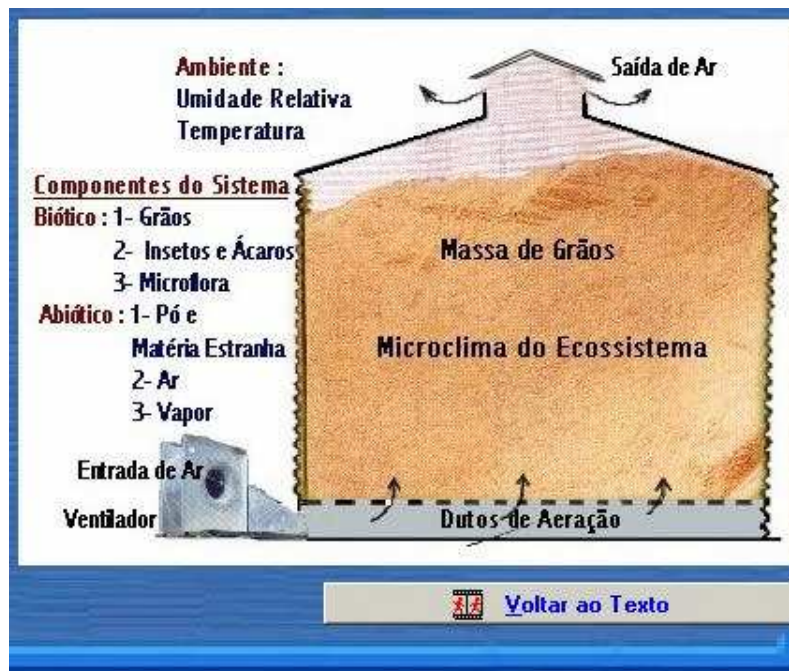 Ambiente :
Umidade Relativa
Temperatura
Saída de Ar
Componentes do Sistema
Biótico : 1- Grãos
2- Insetos e Ácaros
3- Microflora
Abiótico : 1- Pó e
Matéria Estranha
2- Ar
3- Vapor
Massa de Grãos
Microclima do Ecossistema
Entrada de Ar
Ventilador
Dutos de Aeração
Voltar ao Texto